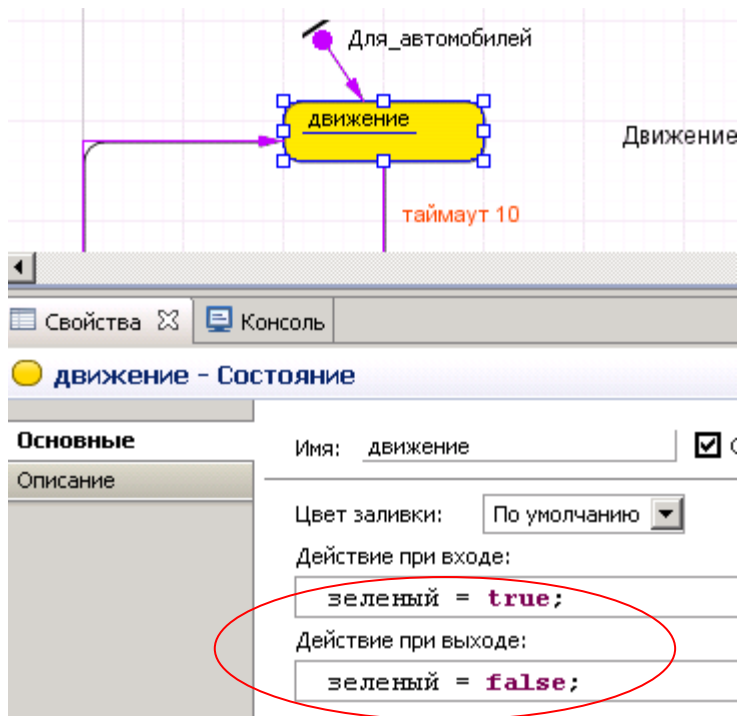 Для_автомобилей
движение
Движение
таймаут 10
Свойства Консоль
движение - Состояние
Основные
Имя: движение
Описание
Цвет заливки: По умолчанию
Действие при входе:
зеленый = true;
Действие при выходе:
зеленый = false;